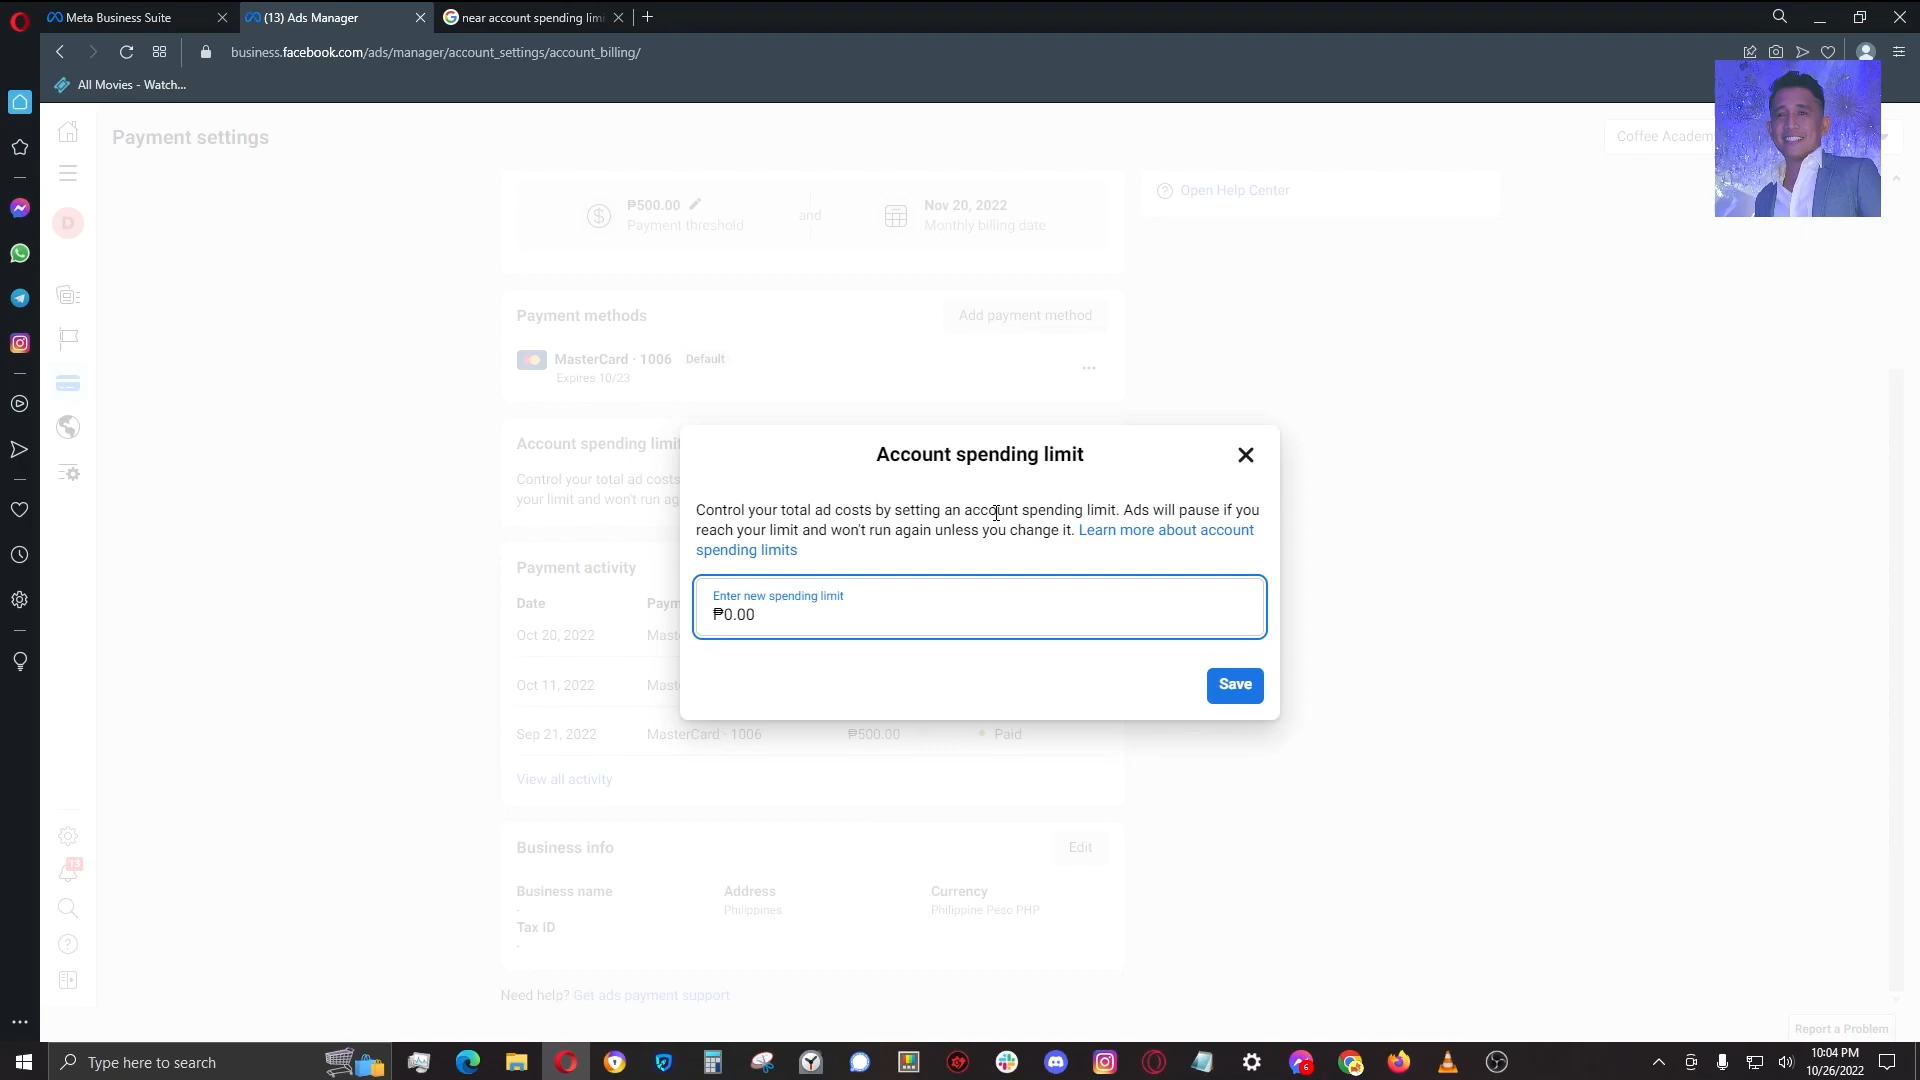 Meta Business Suite
(13) Ads Manager
near account spending lim
business.facebook.com/ads/manager/account_settings/account_billing/
All Movies - Watch...
Payment settings
Coffee Academ
₱500.00
Payment threshold
and
Nov 20, 2022
Monthly billing date
Open Help Center
D
Payment methods
Add payment method
MasterCard · 1006 Default
Expires 10/23
...
Account spending limit
Control your total ad costs
your limit and won't run ag
Account spending limit
Control your total ad costs by setting an account spending limit. Ads will pause if you
reach your limit and won't run again unless you change it. Learn more about account
spending limits
Enter new spending limit
₱0.00
Save
Payment activity
Date Paym
Oct 20, 2022 Mast
Oct 11, 2022 Mast
Sep 21, 2022 MasterCard · 1006 ₱500.00 Paid
View all activity
Business info
Edit
Business name
-
Address
Philippines
Currency
Philippine Peso PHP
Tax ID
-
13
Need help? Get ads payment support
Report a Problem
Type here to search
6
10:04 PM
10/26/2022